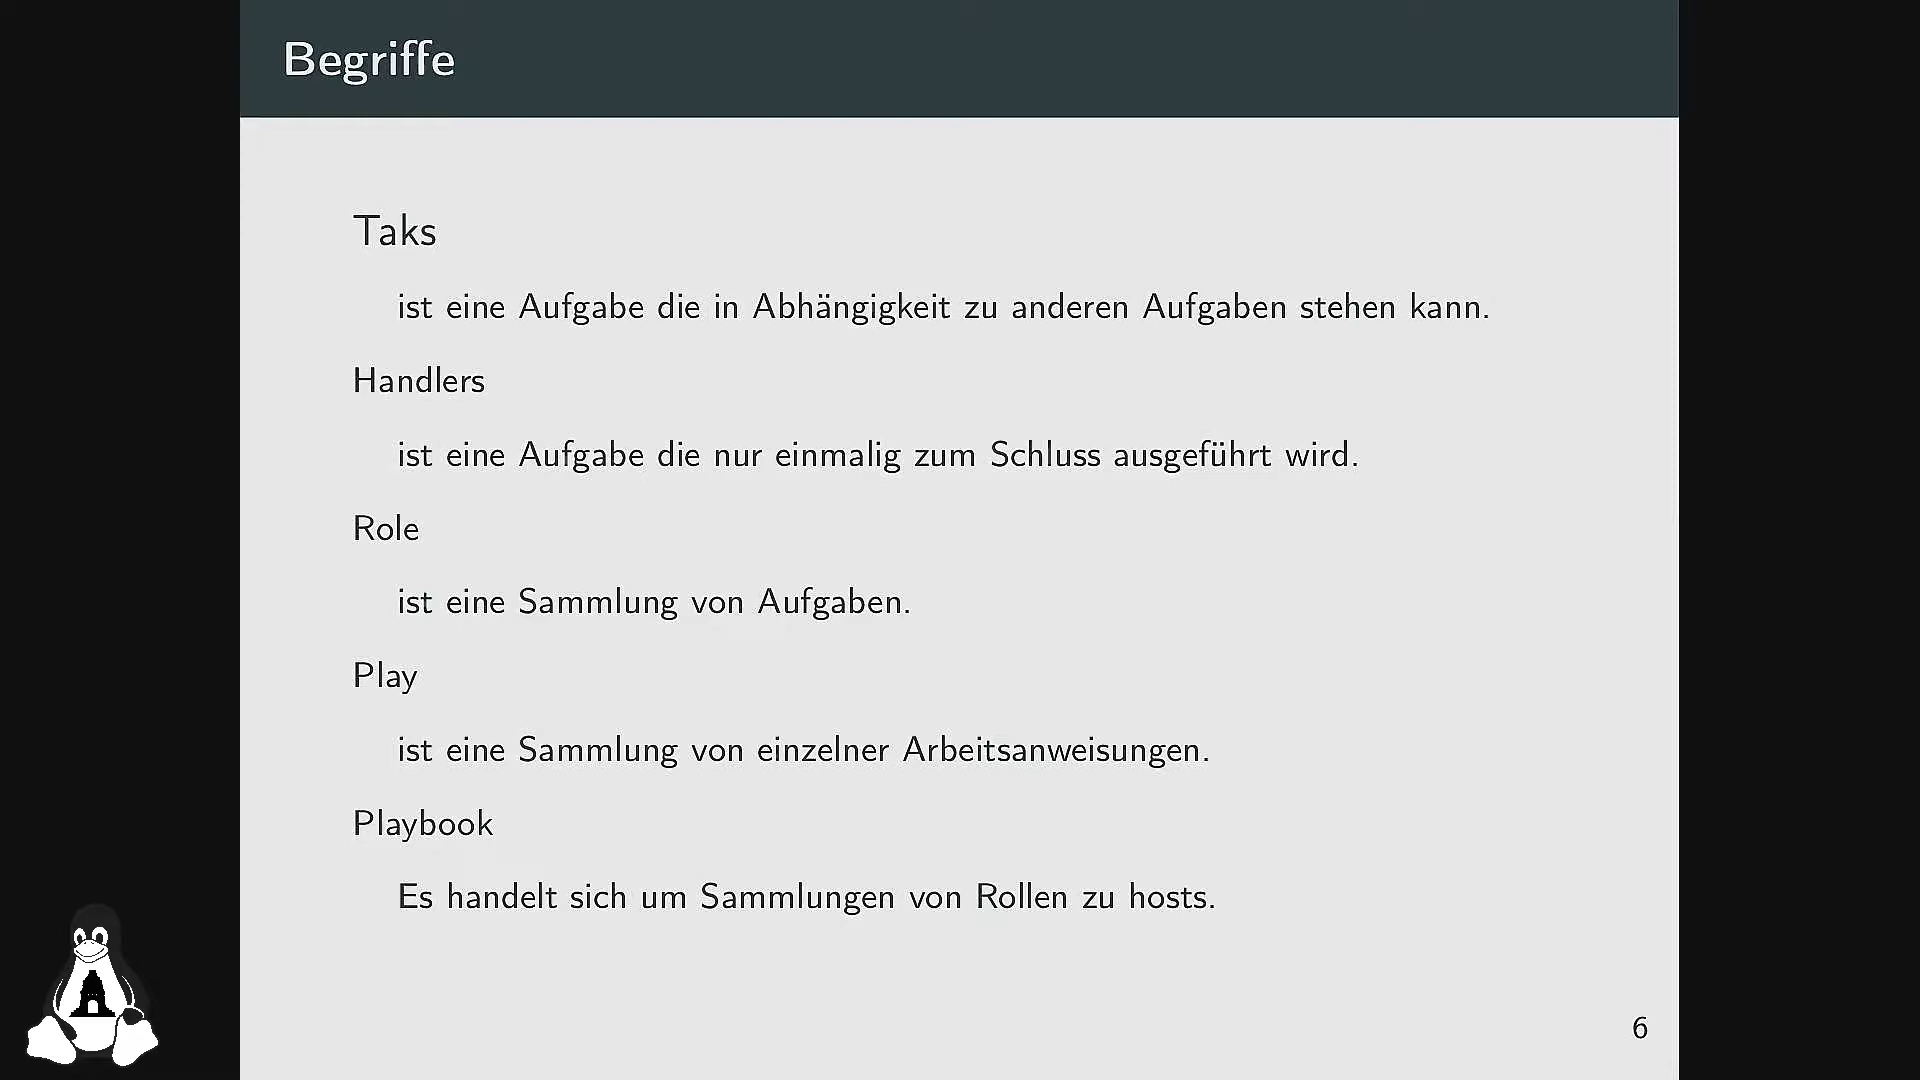 Begriffe
Taks
ist eine Aufgabe die in Abhängigkeit zu anderen Aufgaben stehen kann.
Handlers
ist eine Aufgabe die nur einmalig zum Schluss ausgeführt wird.
Role
ist eine Sammlung von Aufgaben.
Play
ist eine Sammlung von einzelner Arbeitsanweisungen.
Playbook
Es handelt sich um Sammlungen von Rollen zu hosts.
6